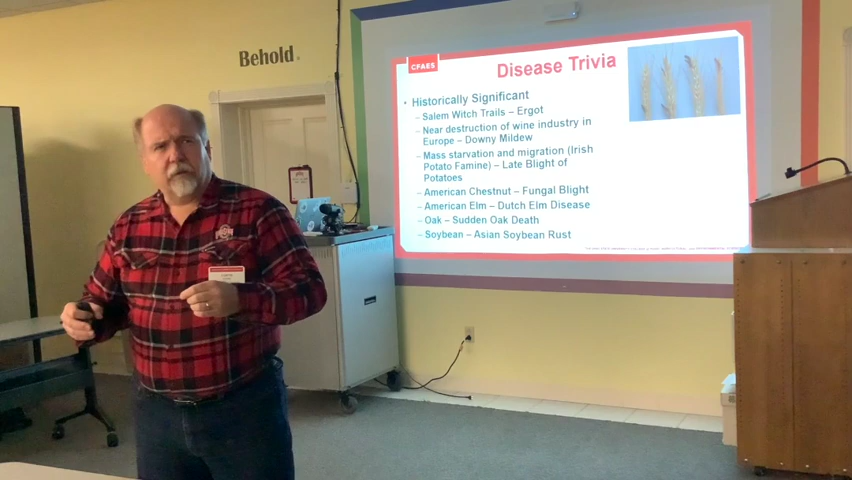 Behold.
CFAES
Disease Trivia
• Historically Significant
– Salem Witch Trails – Ergot
– Near destruction of wine industry in
Europe – Downy Mildew
– Mass starvation and migration (Irish
Potato Famine) – Late Blight of
Potatoes
– American Chestnut – Fungal Blight
– American Elm – Dutch Elm Disease
– Oak – Sudden Oak Death
– Soybean – Asian Soybean Rust